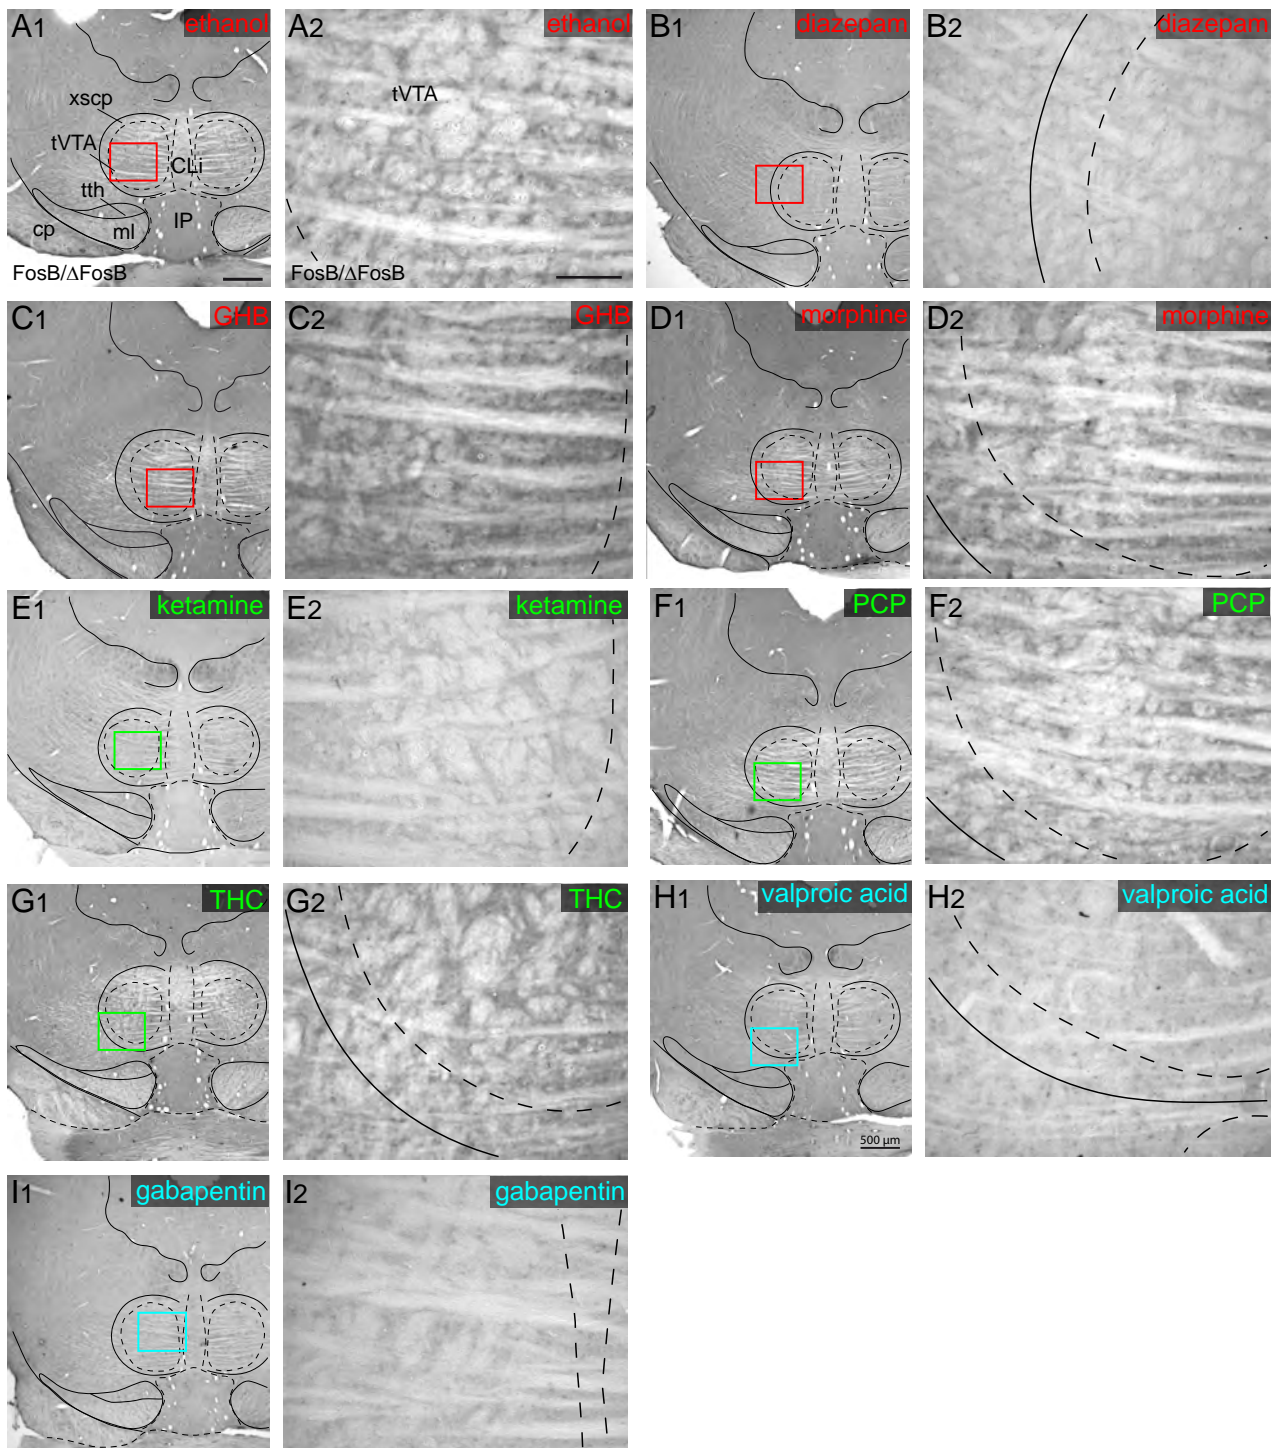 A1 ethanol
xscp
tVTA
CLi
tth
cp
ml
IP
FosB/ΔFosB
A2 ethanol
tVTA
FosB/ΔFosB
B1 diazepam
B2 diazepam
C1 GHB
C2 GHB
D1 morphine
D2 morphine
E1 ketamine
E2 ketamine
F1 PCP
F2 PCP
G1 THC
G2 THC
H1 valproic acid
500 µm
H2 valproic acid
I1 gabapentin
I2 gabapentin